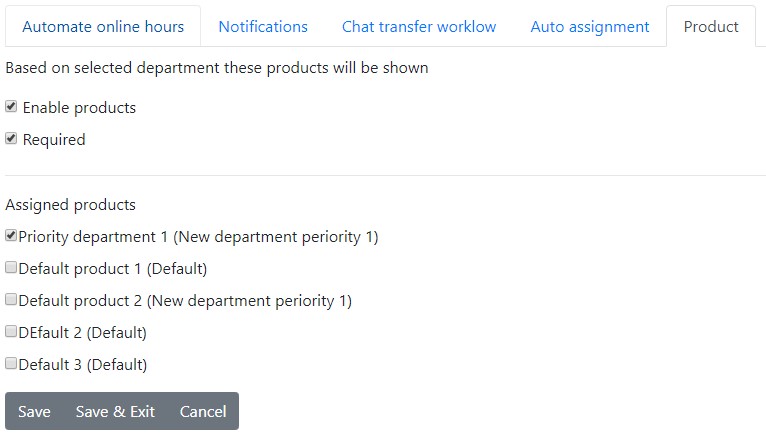 Automate online hours Notifications Chat transfer worklow Auto assignment Product
Based on selected department these products will be shown
Enable products
Required
Assigned products
Priority department 1 (New department periority 1)
Default product 1 (Default)
Default product 2 (New department periority 1)
DEfault 2 (Default)
Default 3 (Default)
Save Save & Exit Cancel